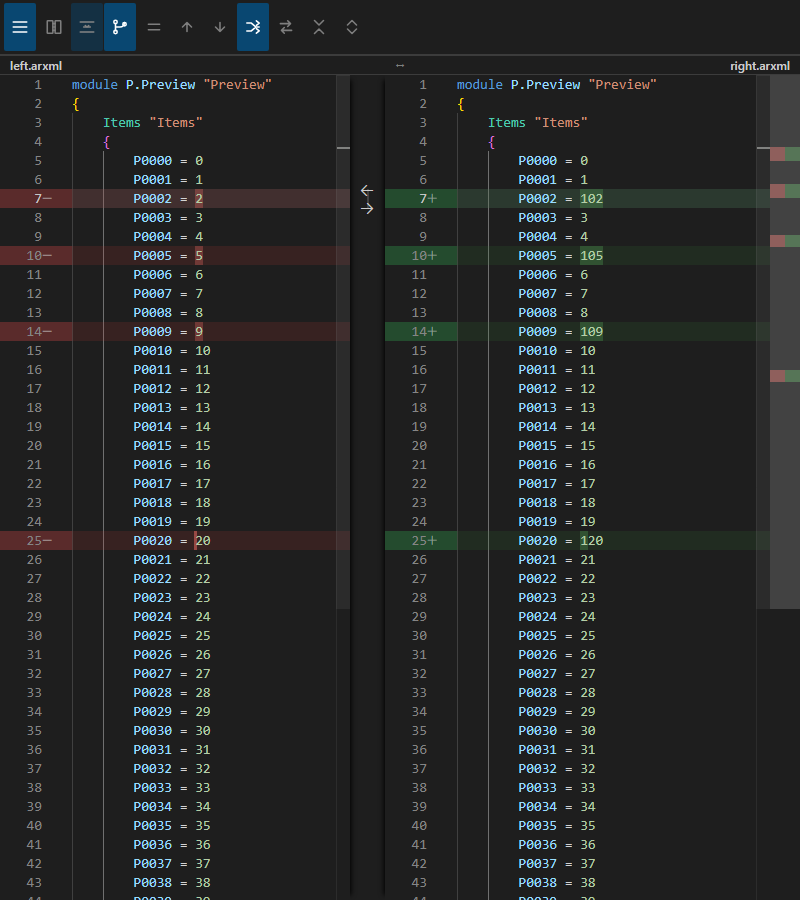 left.arxml ↔ right.arxml
1 module P.Preview "Preview"
2 {
3 Items "Items"
4 {
5 P0000 = 0
6 P0001 = 1
7− P0002 = 2
8 P0003 = 3
9 P0004 = 4
10− P0005 = 5
11 P0006 = 6
12 P0007 = 7
13 P0008 = 8
14− P0009 = 9
15 P0010 = 10
16 P0011 = 11
17 P0012 = 12
18 P0013 = 13
19 P0014 = 14
20 P0015 = 15
21 P0016 = 16
22 P0017 = 17
23 P0018 = 18
24 P0019 = 19
25− P0020 = 20
26 P0021 = 21
27 P0022 = 22
28 P0023 = 23
29 P0024 = 24
30 P0025 = 25
31 P0026 = 26
32 P0027 = 27
33 P0028 = 28
34 P0029 = 29
35 P0030 = 30
36 P0031 = 31
37 P0032 = 32
38 P0033 = 33
39 P0034 = 34
40 P0035 = 35
41 P0036 = 36
42 P0037 = 37
43 P0038 = 38
1 module P.Preview "Preview"
2 {
3 Items "Items"
4 {
5 P0000 = 0
6 P0001 = 1
7+ P0002 = 102
8 P0003 = 3
9 P0004 = 4
10+ P0005 = 105
11 P0006 = 6
12 P0007 = 7
13 P0008 = 8
14+ P0009 = 109
15 P0010 = 10
16 P0011 = 11
17 P0012 = 12
18 P0013 = 13
19 P0014 = 14
20 P0015 = 15
21 P0016 = 16
22 P0017 = 17
23 P0018 = 18
24 P0019 = 19
25+ P0020 = 120
26 P0021 = 21
27 P0022 = 22
28 P0023 = 23
29 P0024 = 24
30 P0025 = 25
31 P0026 = 26
32 P0027 = 27
33 P0028 = 28
34 P0029 = 29
35 P0030 = 30
36 P0031 = 31
37 P0032 = 32
38 P0033 = 33
39 P0034 = 34
40 P0035 = 35
41 P0036 = 36
42 P0037 = 37
43 P0038 = 38